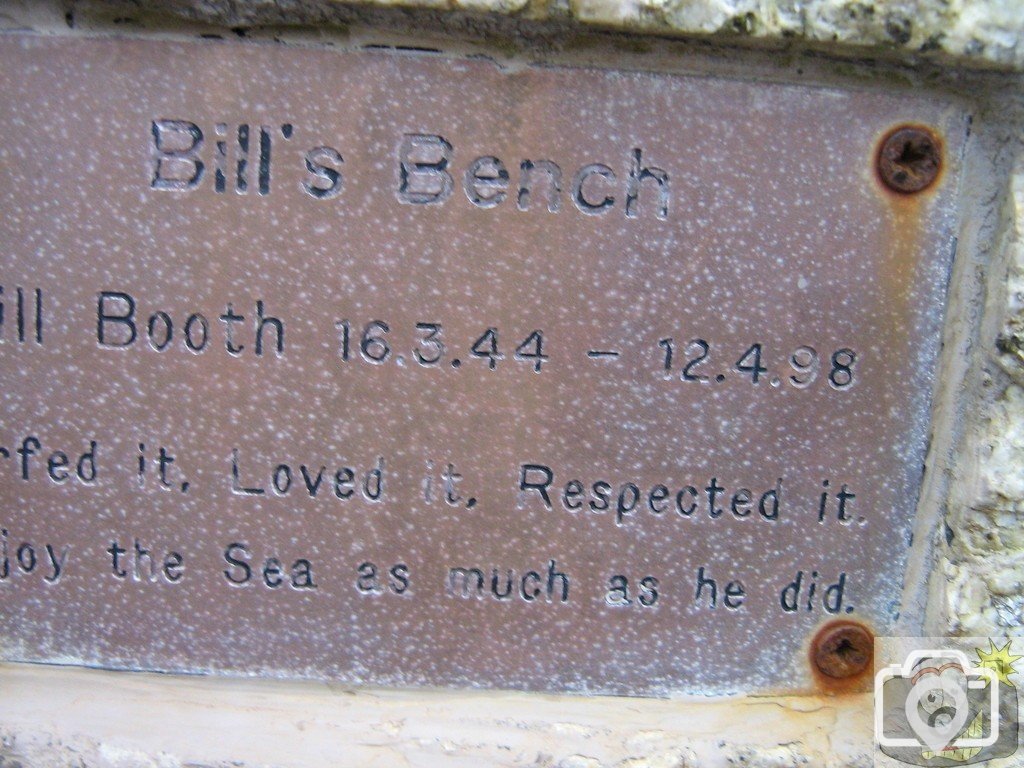 Bill's Bench
ill Booth 16.3.44 - 12.4.98
rfed it, Loved it, Respected it.
joy the Sea as much as he did.